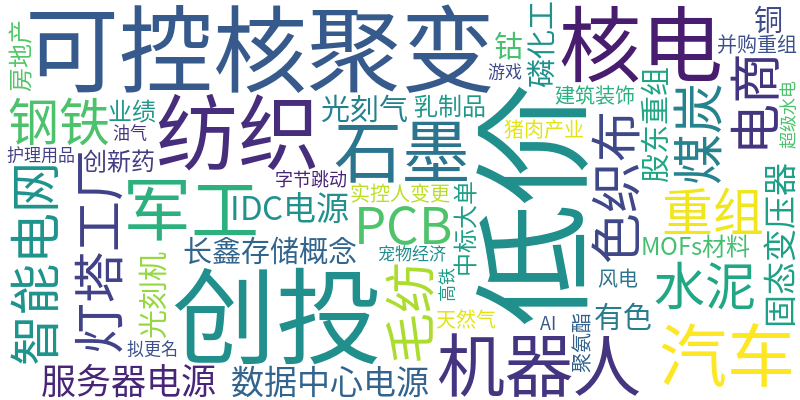 可控核聚变
核电
铜
并购重组
房地产
钴
磷化工
游戏
钢铁
业绩
油气
纺织
光刻气
乳制品
石墨
低价
建筑装饰
猪肉产业
股东重组
煤炭
电商
超级水电
护理用品
创新药
字节跳动
色织布
智能电网
灯塔工厂
军工
IDC电源
实控人变更
PCB
中标大单
重组
固态变压器
长鑫存储概念
宠物经济
MOFs材料
光刻机
创投
毛纺
高铁
风电
水泥
天然气
AI
有色
拟更名
聚氨酯
机器人
汽车
服务器电源
数据中心电源